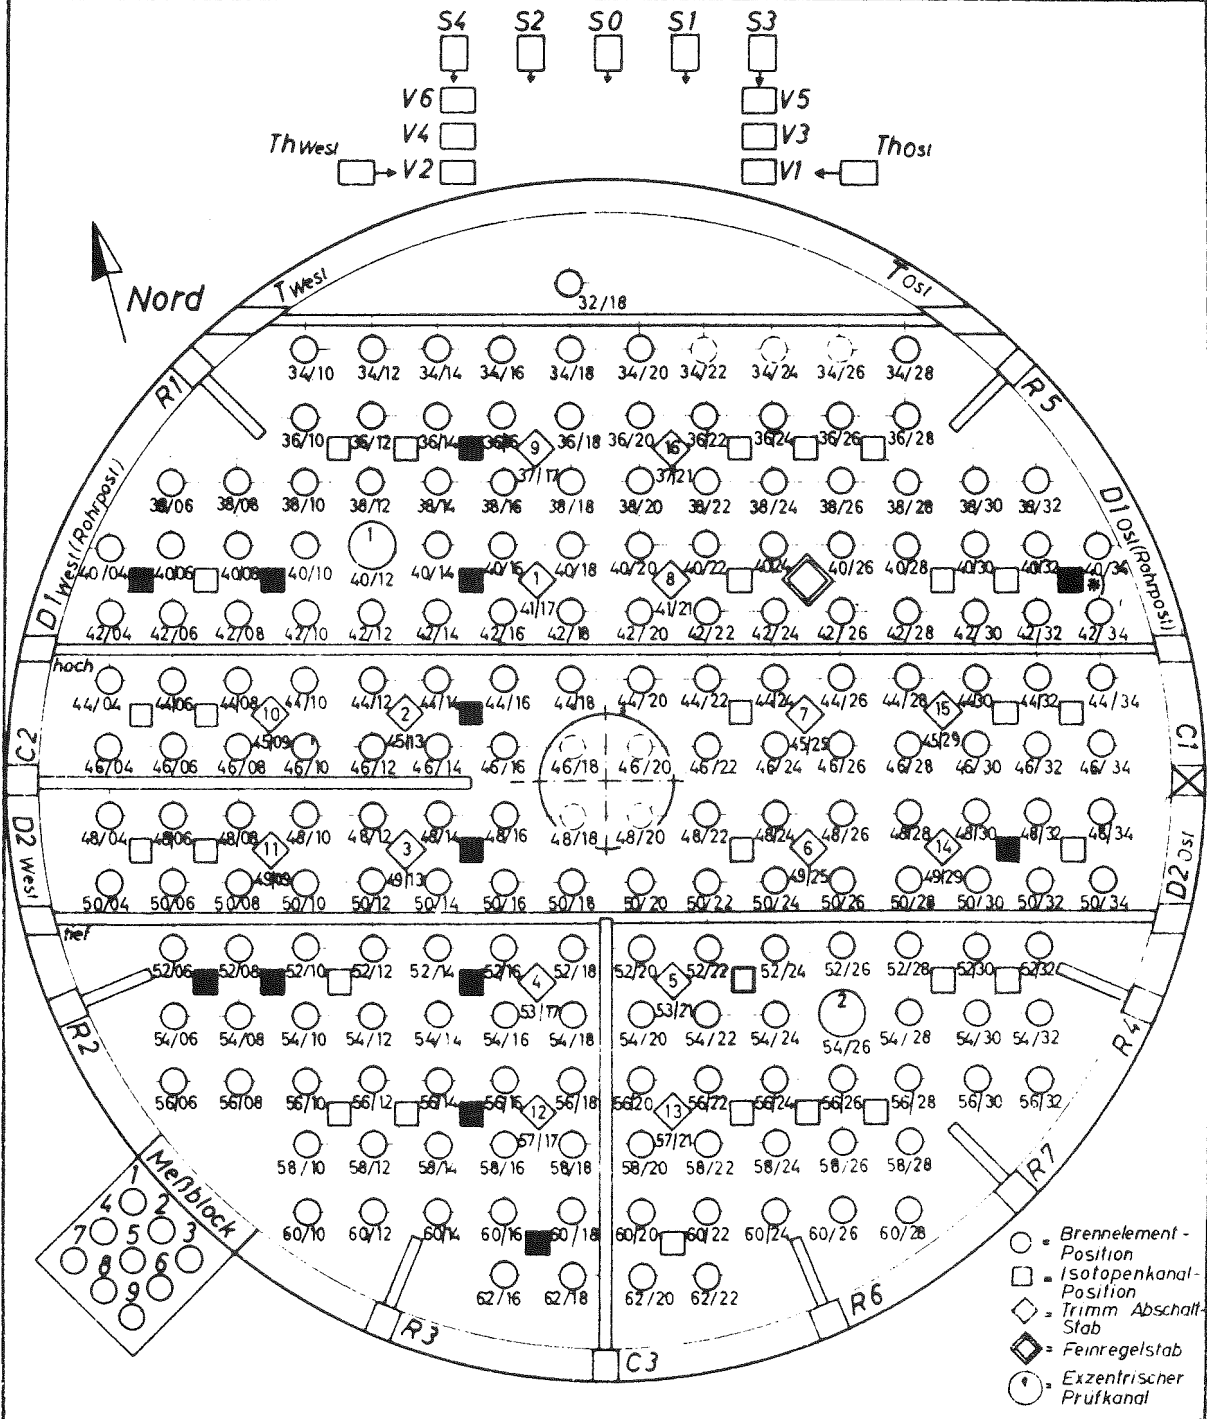 S4 S2 S0 S1 S3
V6 V5
V4 V3
Th West V2 V1 Th Ost
Nord
T West T Ost
32/18
34/10 34/12 34/14 34/16 34/18 34/20 34/22 34/24 34/26 34/28
R1 R5
36/10 36/12 36/14 36/16 36/18 36/20 36/22 36/24 36/26 36/28
9 16
37/17 37/21
38/06 38/08 38/10 38/12 38/14 38/16 38/18 38/20 38/22 38/24 38/26 38/28 38/30 38/32
D1 West (Rohrpost) D1 Ost (Rohrpost)
1
40/04 40/06 40/08 40/10 40/12 40/14 40/16 40/18 40/20 40/22 40/24 40/26 40/28 40/30 40/32 40/34
1 8 *)
41/17 41/21
42/04 42/06 42/08 42/10 42/12 42/14 42/16 42/18 42/20 42/22 42/24 42/26 42/28 42/30 42/32 42/34
hoch
44/04 44/06 44/08 44/10 44/12 44/14 44/16 44/18 44/20 44/22 44/24 44/26 44/28 44/30 44/32 44/34
10 2 7 15
45/09 45/13 45/25 45/29
C2 C1
46/04 46/06 46/08 46/10 46/12 46/14 46/16 46/18 46/20 46/22 46/24 46/26 46/28 46/30 46/32 46/34
48/04 48/06 48/08 48/10 48/12 48/14 48/16 48/18 48/20 48/22 48/24 48/26 48/28 48/30 48/32 48/34
D2 West D2 Ost
11 3 6 14
49/09 49/13 49/25 49/29
50/04 50/06 50/08 50/10 50/12 50/14 50/16 50/18 50/20 50/22 50/24 50/26 50/28 50/30 50/32 50/34
tief
52/06 52/08 52/10 52/12 52/14 52/16 52/18 52/20 52/22 52/24 52/26 52/28 52/30 52/32
4 5
53/17 53/21
2
R2 R4
54/06 54/08 54/10 54/12 54/14 54/16 54/18 54/20 54/22 54/24 54/26 54/28 54/30 54/32
56/06 56/08 56/10 56/12 56/14 56/16 56/18 56/20 56/22 56/24 56/26 56/28 56/30 56/32
12 13
57/17 57/21
58/10 58/12 58/14 58/16 58/18 58/20 58/22 58/24 58/26 58/28
R7
Meßblock
1
4 2
7 5 3
8 6
9
60/10 60/12 60/14 60/16 60/18 60/20 60/22 60/24 60/26 60/28
62/16 62/18 62/20 62/22
R3 R6
C3
= Brennelement-
Position
= Isotopenkanal-
Position
= Trimm Abschalt-
Stab
= Feinregelstab
= Exzentrischer
Prüfkanal